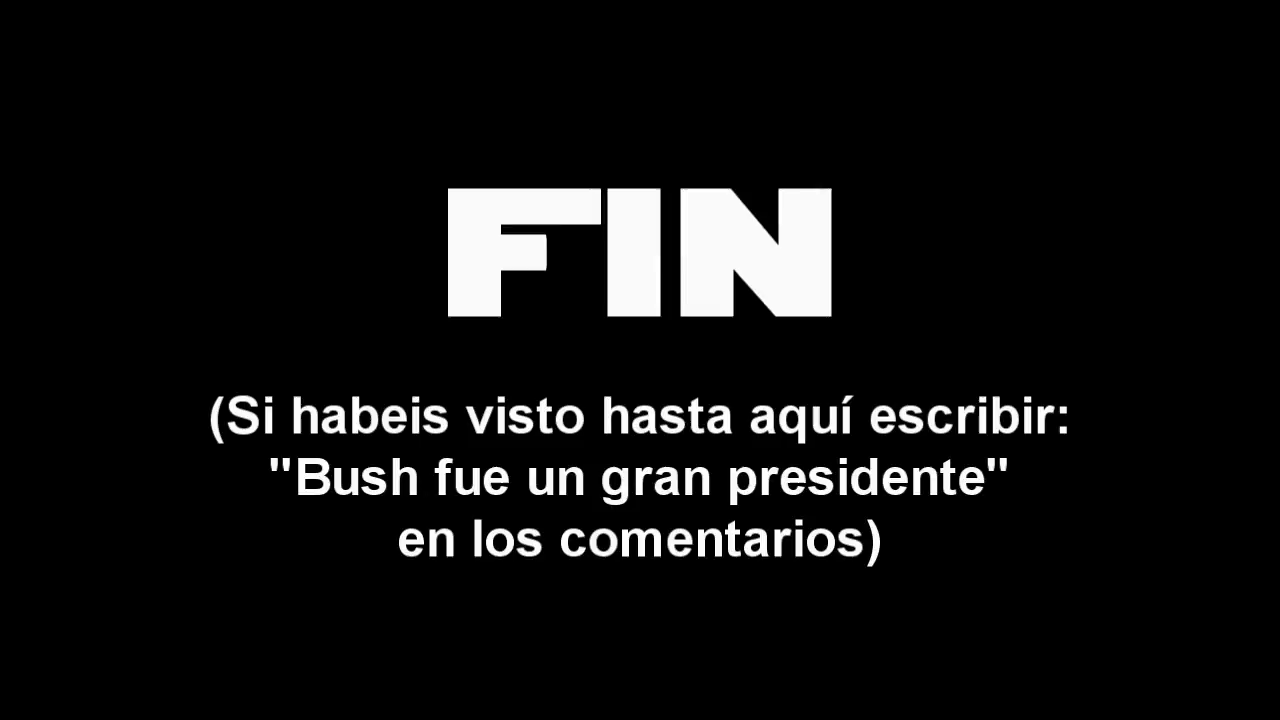 FIN
(Si habeis visto hasta aquí escribir:
"Bush fue un gran presidente"
en los comentarios)